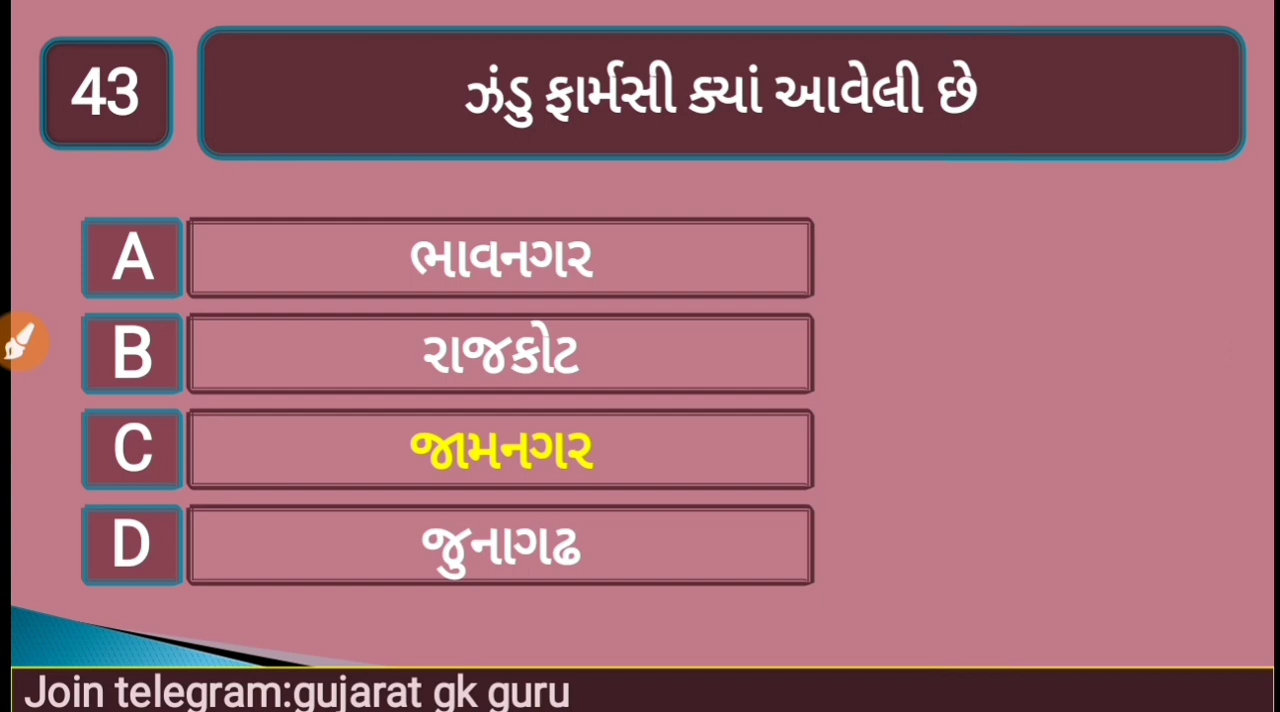 43
ઝંડુ ફાર્મસી ક્યાં આવેલી છે
A ભાવનગર
B રાજકોટ
C જામનગર
D જુનાગઢ
Join telegram:gujarat gk guru